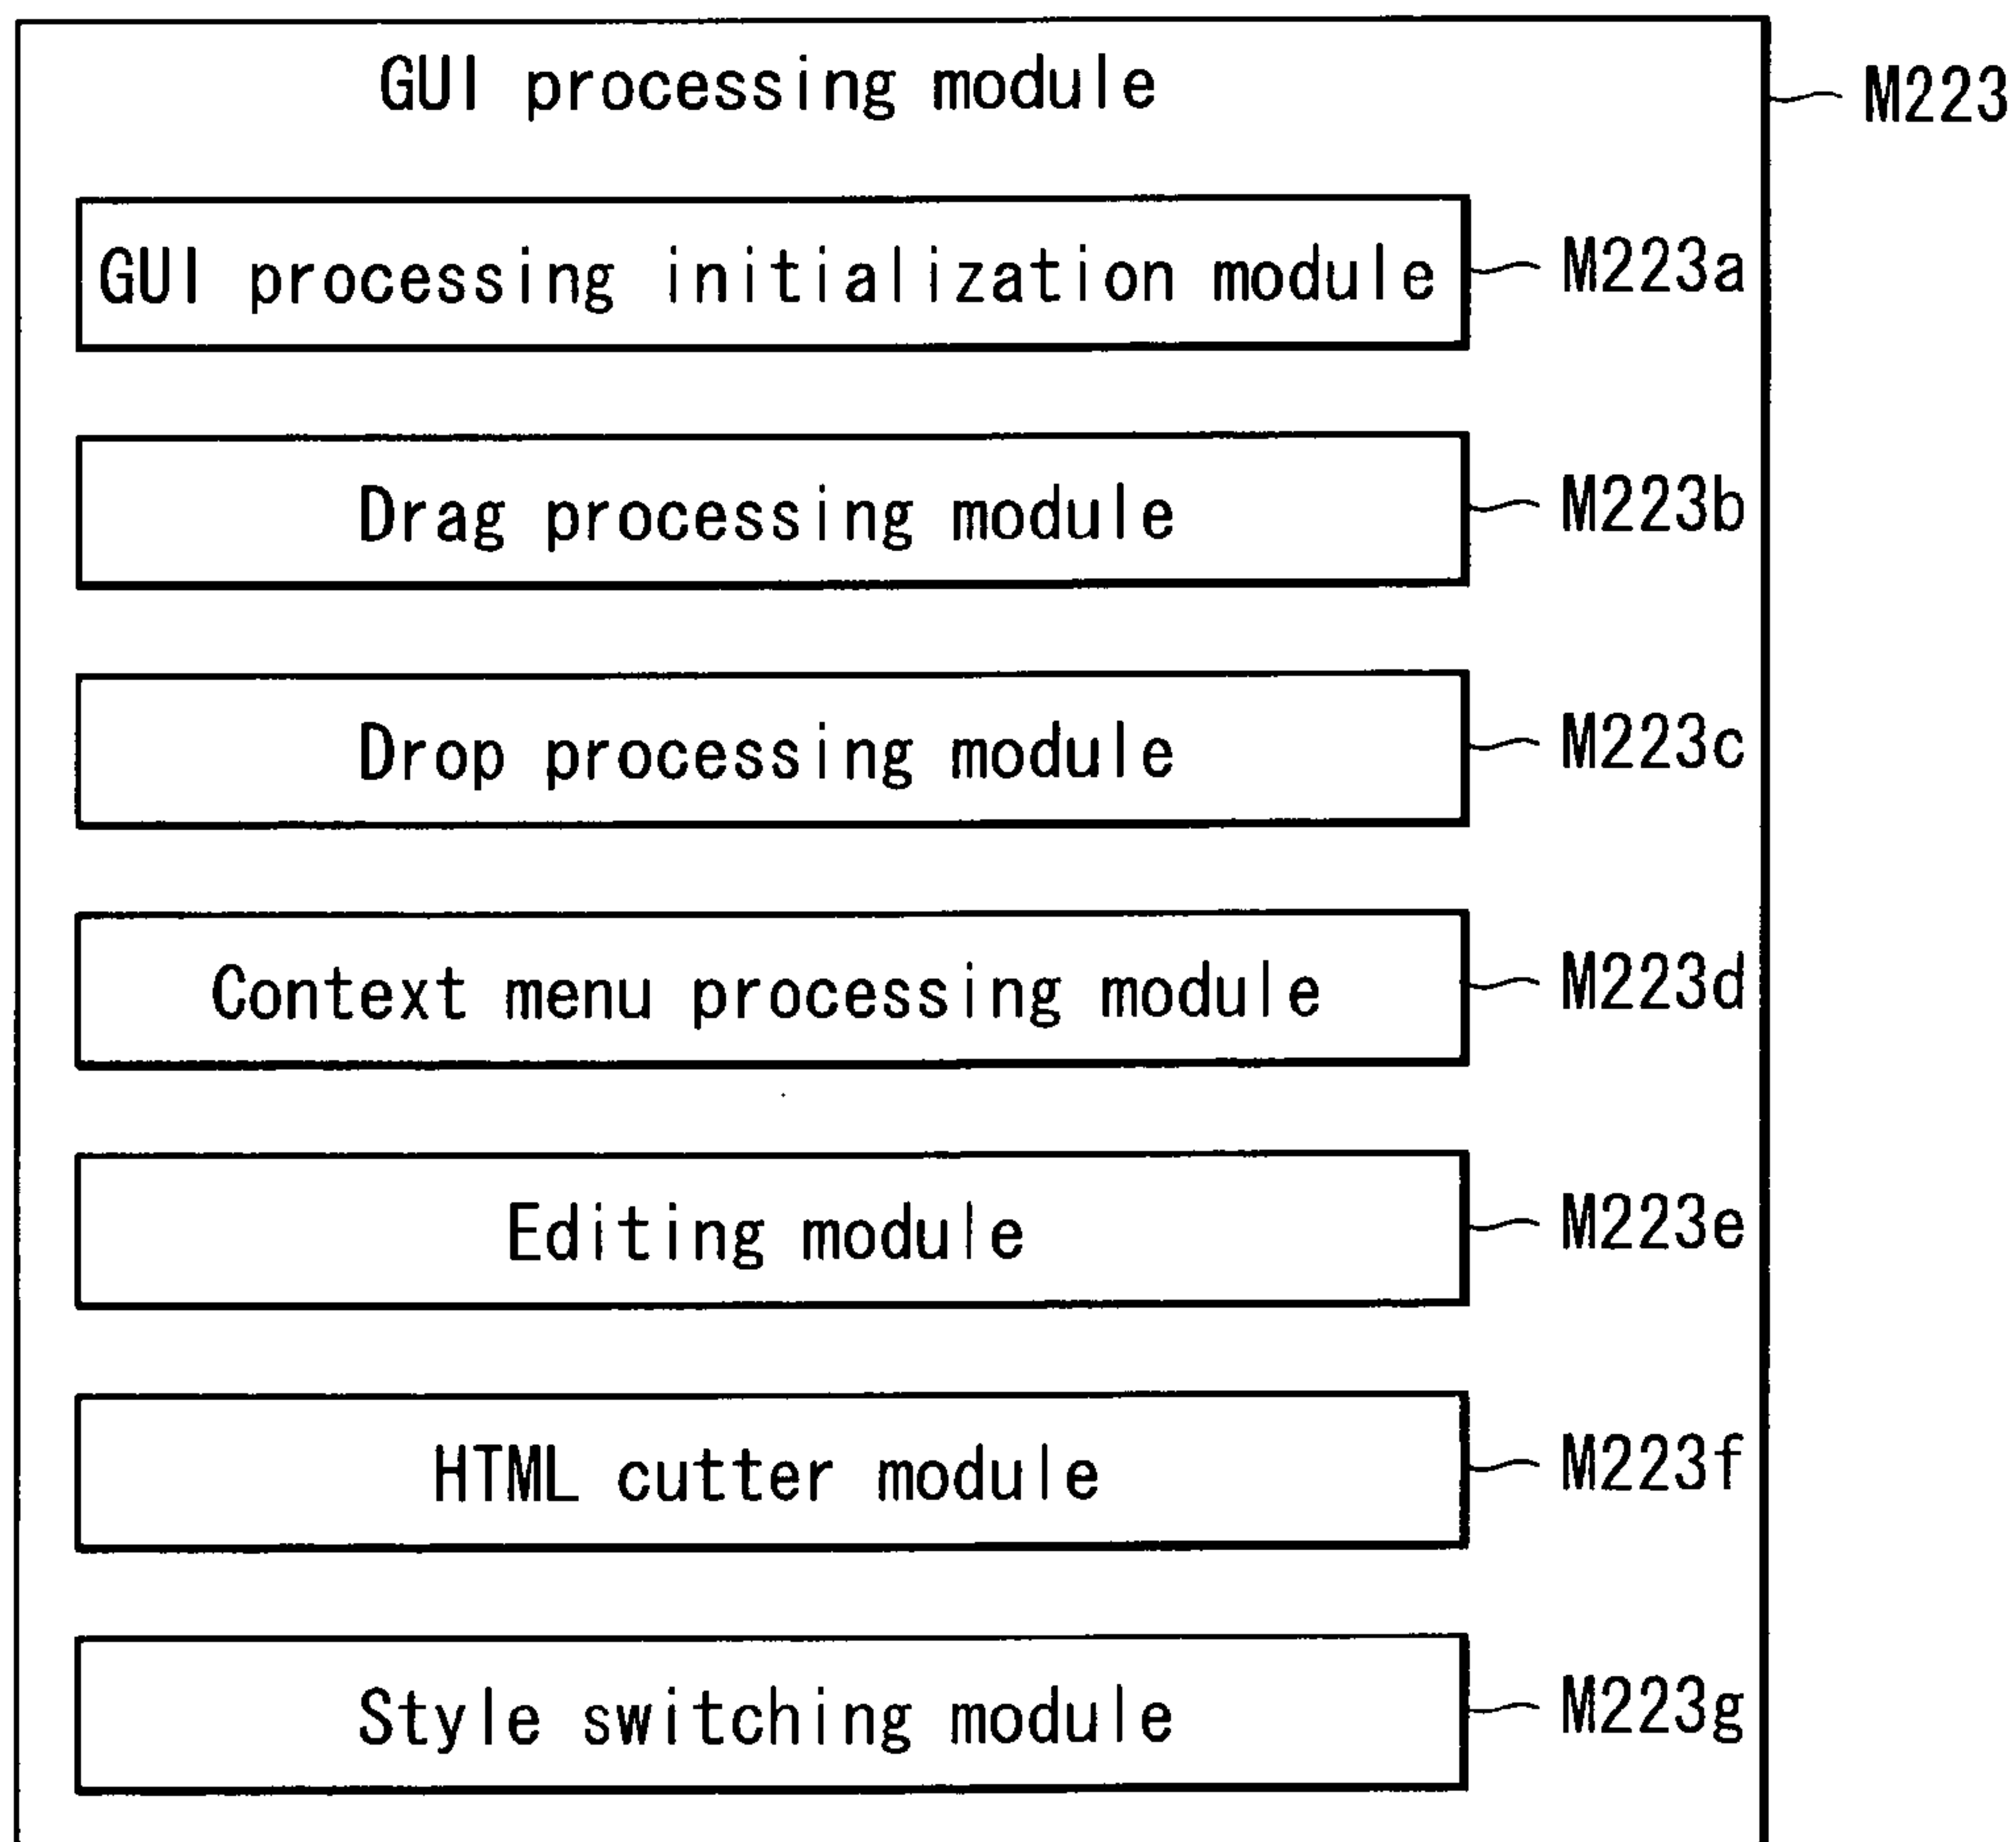 GUI processing module
M223
GUI processing initialization module
M223a
Drag processing module
M223b
Drop processing module
M223c
Context menu processing module
M223d
Editing module
M223e
HTML cutter module
M223f
Style switching module
M223g